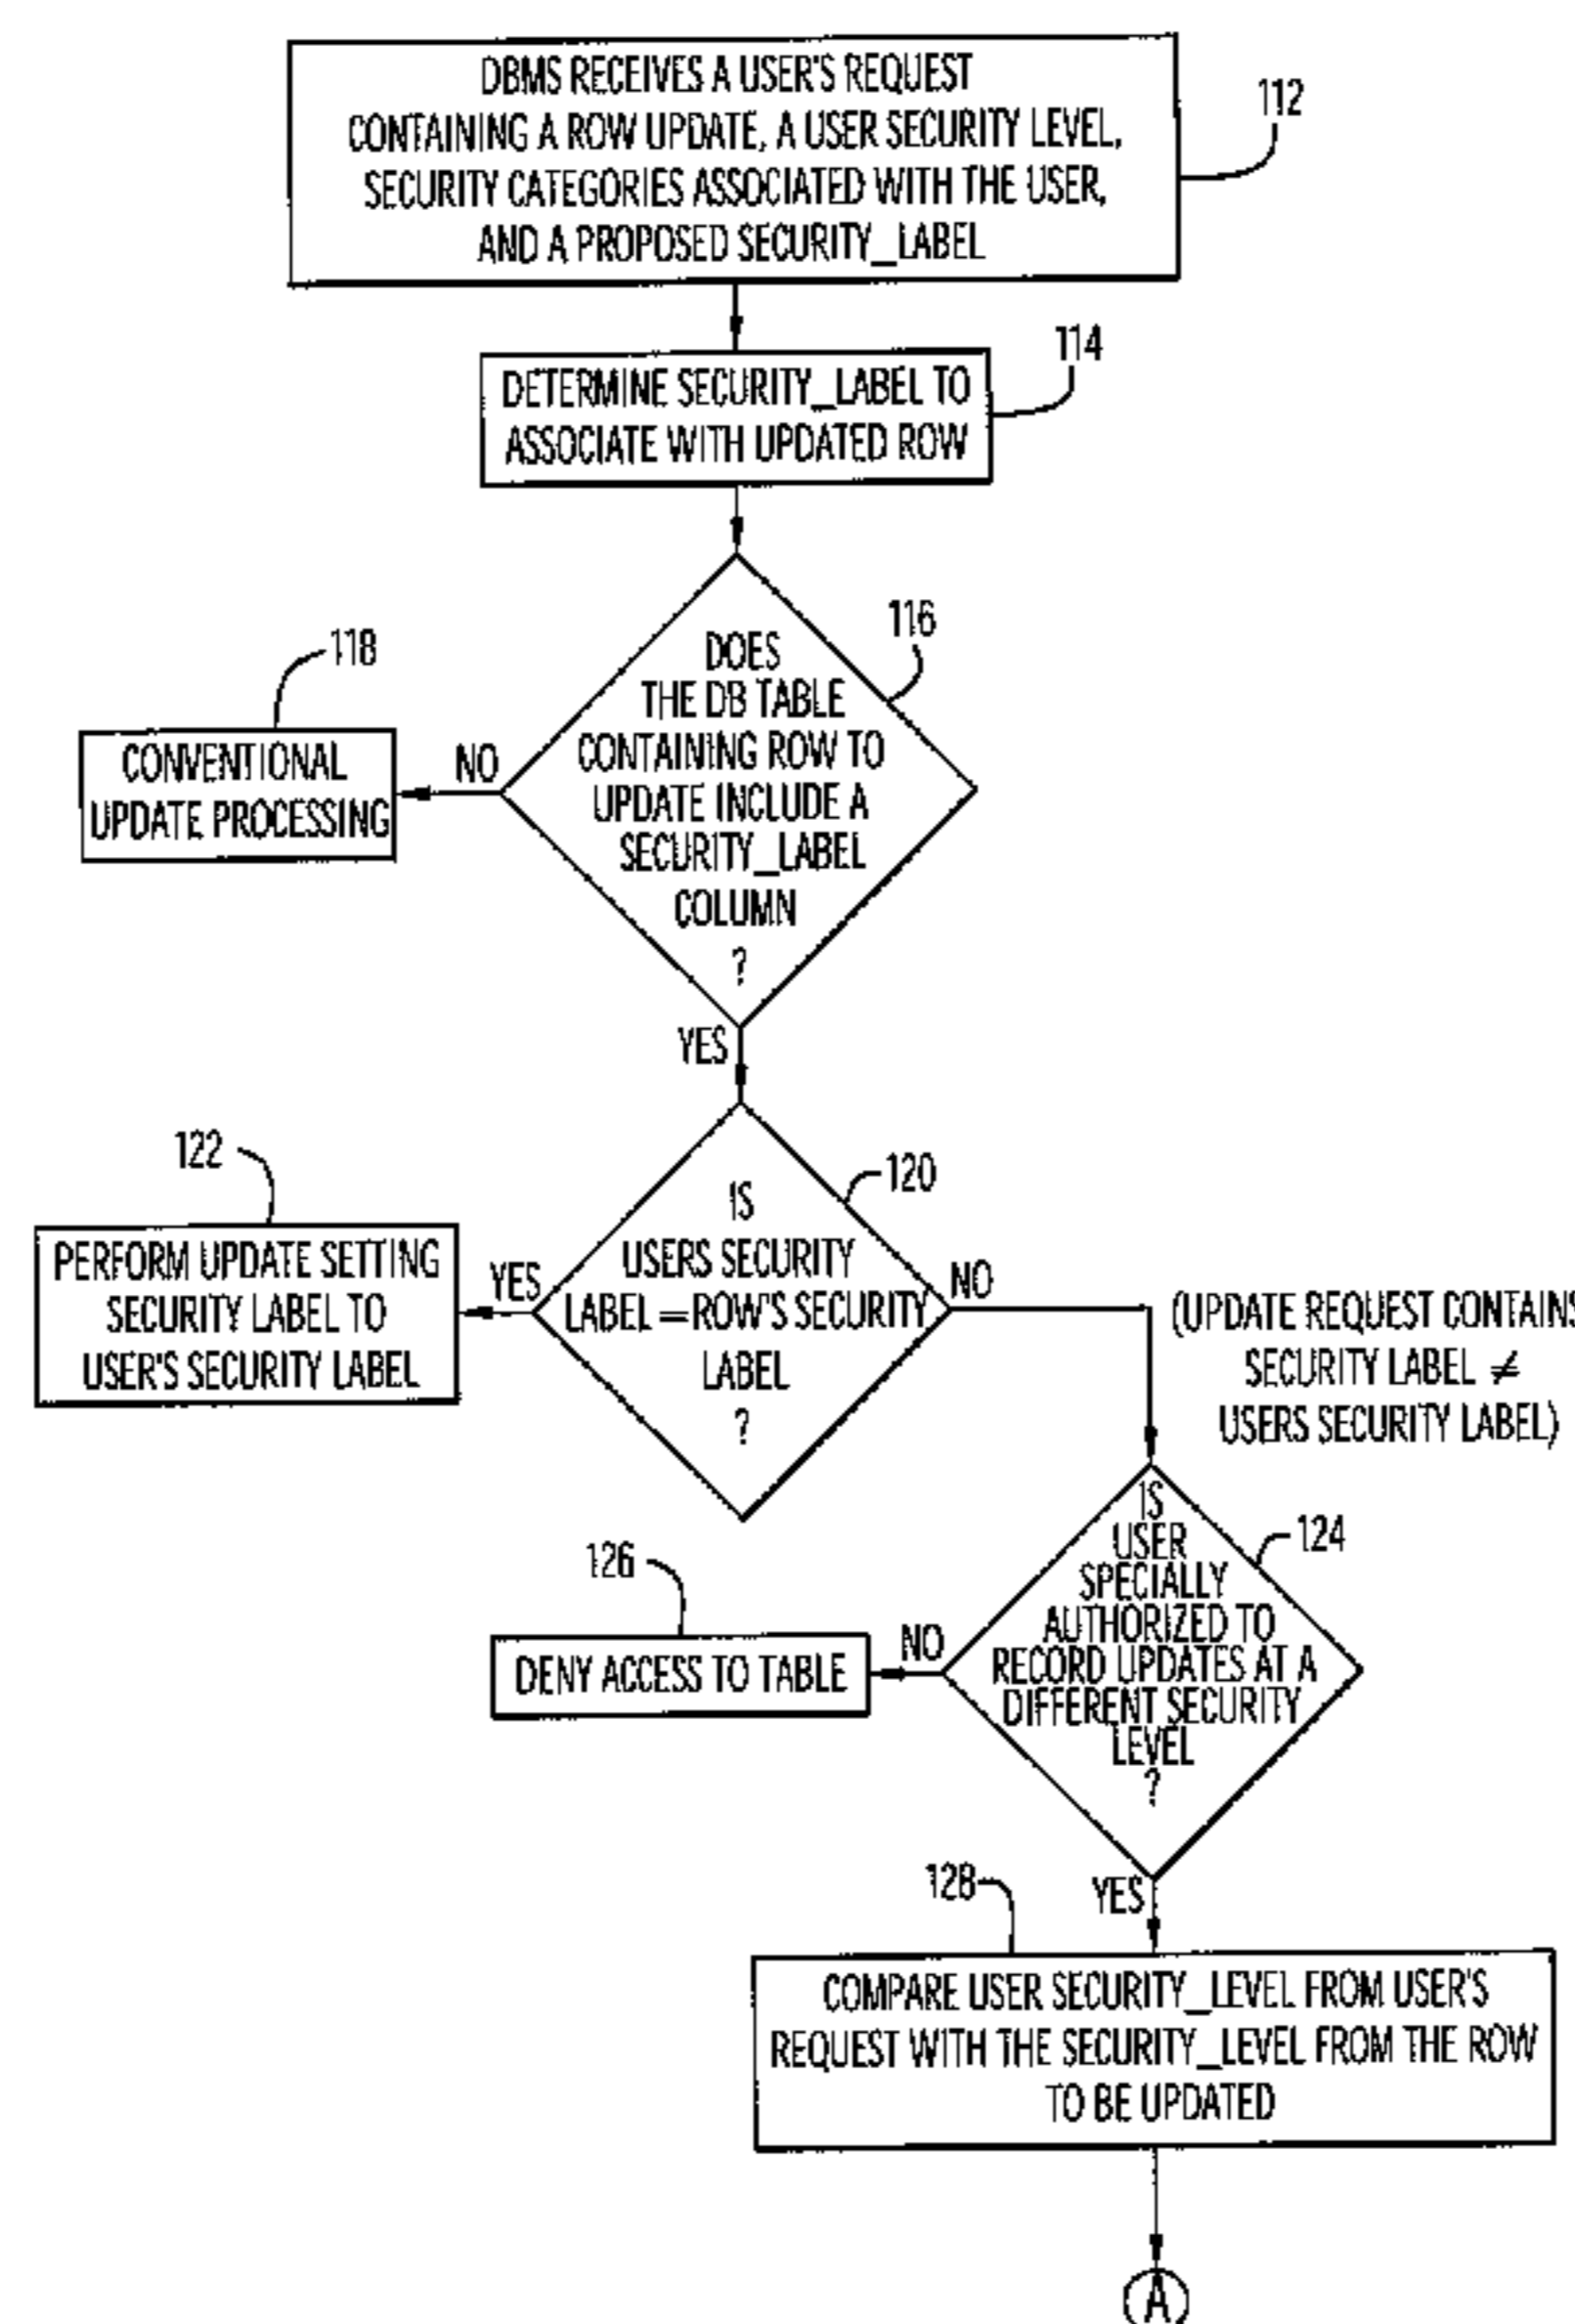 DBMS RECEIVES A USER'S REQUEST
CONTAINING A ROW UPDATE, A USER SECURITY LEVEL,
SECURITY CATEGORIES ASSOCIATED WITH THE USER,
AND A PROPOSED SECURITY_LABEL
112
114
DETERMINE SECURITY_LABEL TO
ASSOCIATE WITH UPDATED ROW
116
DOES
THE DB TABLE
CONTAINING ROW TO
UPDATE INCLUDE A
SECURITY_LABEL
COLUMN
?
118
NO
CONVENTIONAL
UPDATE PROCESSING
YES
120
IS
USERS SECURITY
LABEL=ROW'S SECURITY
LABEL
?
122
YES
PERFORM UPDATE SETTING
SECURITY LABEL TO
USER'S SECURITY LABEL
NO
(UPDATE REQUEST CONTAINS
SECURITY LABEL ≠
USERS SECURITY LABEL)
124
IS
USER
SPECIALLY
AUTHORIZED TO
RECORD UPDATES AT A
DIFFERENT SECURITY
LEVEL
?
126
NO
DENY ACCESS TO TABLE
YES
128
COMPARE USER SECURITY_LEVEL FROM USER'S
REQUEST WITH THE SECURITY_LEVEL FROM THE ROW
TO BE UPDATED
A